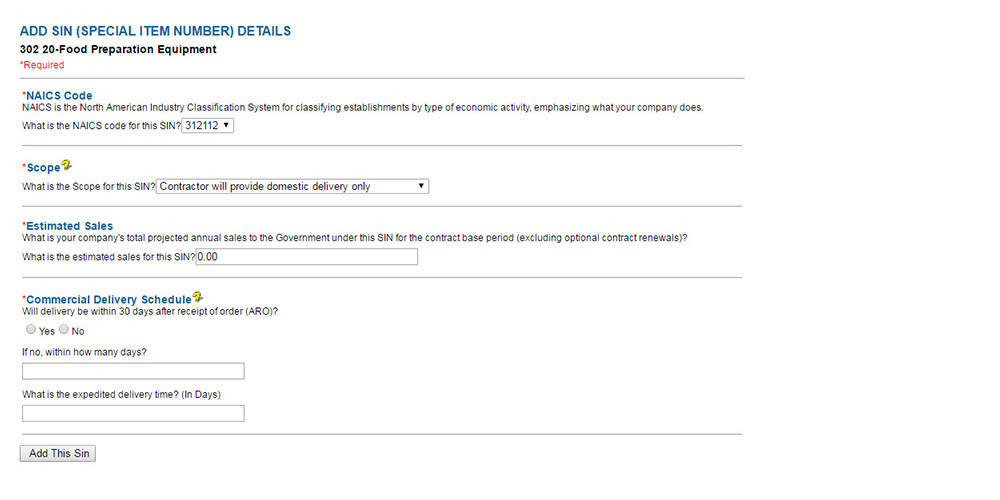 ADD SIN (SPECIAL ITEM NUMBER) DETAILS
302 20-Food Preparation Equipment
*Required
*NAICS Code
NAICS is the North American Industry Classification System for classifying establishments by type of economic activity, emphasizing what your company does.
What is the NAICS code for this SIN? 312112
*Scope
What is the Scope for this SIN? Contractor will provide domestic delivery only
*Estimated Sales
What is your company's total projected annual sales to the Government under this SIN for the contract base period (excluding optional contract renewals)?
What is the estimated sales for this SIN? 0.00
*Commercial Delivery Schedule
Will delivery be within 30 days after receipt of order (ARO)?
Yes No
If no, within how many days?
What is the expedited delivery time? (In Days)
Add This Sin